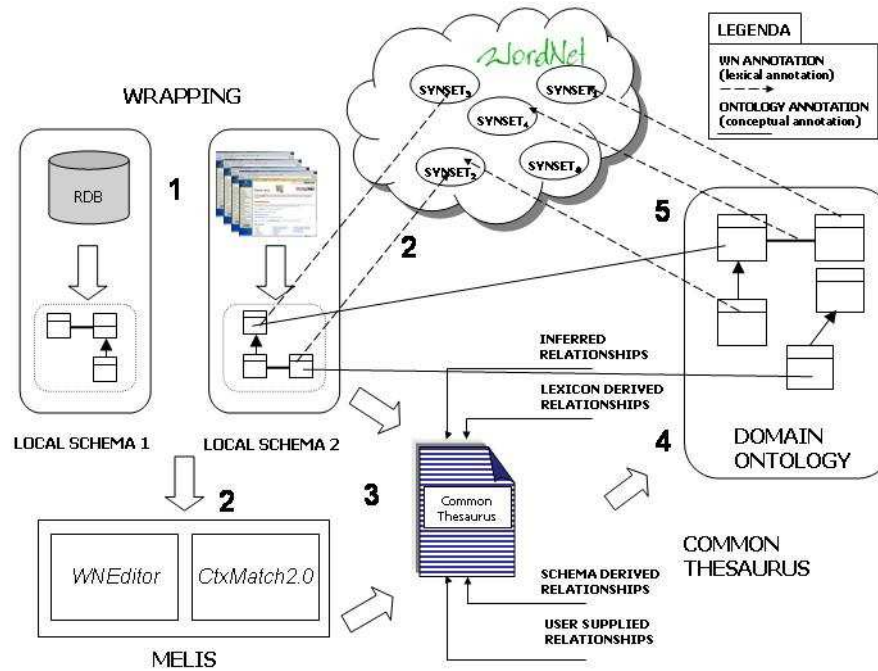 WordNet
SYNSET3
SYNSET1
SYNSET4
SYNSET2
LEGENDA
WN ANNOTATION
(lexical annotation)
ONTOLOGY ANNOTATION
(conceptual annotation)
WRAPPING
RDB
1
2
5
LOCAL SCHEMA 1
LOCAL SCHEMA 2
INFERRED
RELATIONSHIPS
LEXICON DERIVED
RELATIONSHIPS
4
DOMAIN
ONTOLOGY
2
3
WNEditor
CtxMatch2.0
MELIS
Common
Thesaurus
SCHEMA DERIVED
RELATIONSHIPS
USER SUPPLIED
RELATIONSHIPS
COMMON
THESAURUS